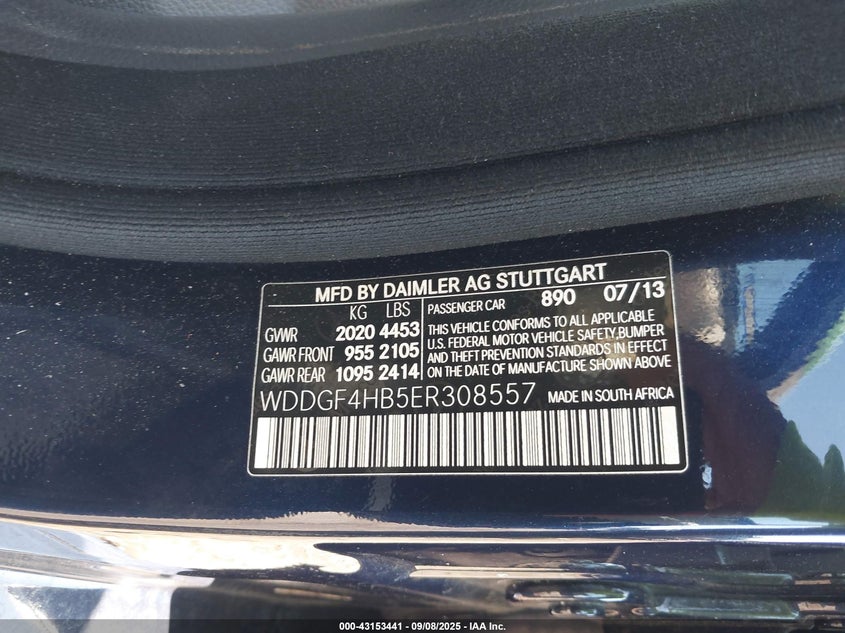 MFD BY DAIMLER AG STUTTGART
KG LBS
GVWR 2020 4453
GAWR FRONT 955 2105
GAWR REAR 1095 2414
PASSENGER CAR 890 07/13
THIS VEHICLE CONFORMS TO ALL APPLICABLE
U.S. FEDERAL MOTOR VEHICLE SAFETY,BUMPER
AND THEFT PREVENTION STANDARDS IN EFFECT
ON THE DATE OF MANUFACTURE SHOWN ABOVE
WDDGF4HB5ER308557 MADE IN SOUTH AFRICA
000-43153441 - 09/08/2025 - IAA Inc.